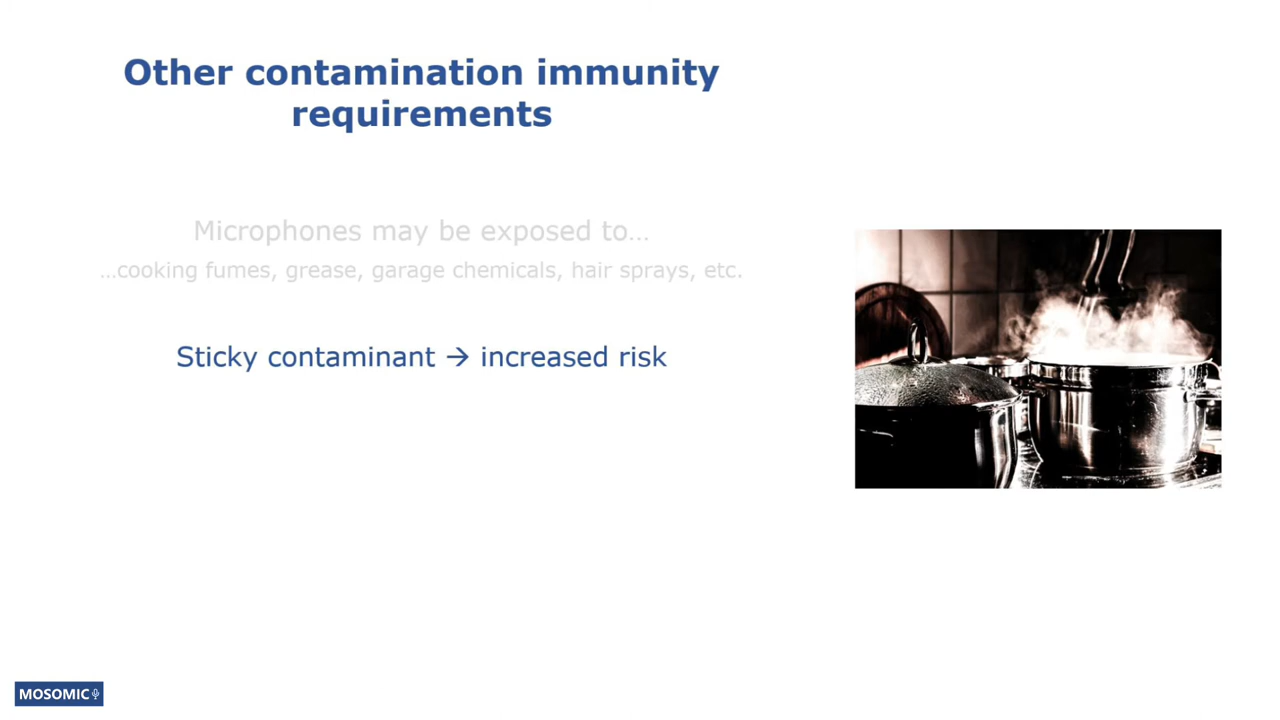 Other contamination immunity
requirements
Microphones may be exposed to…
…cooking fumes, grease, garage chemicals, hair sprays, etc.
Sticky contaminant → increased risk
MOSOMIC